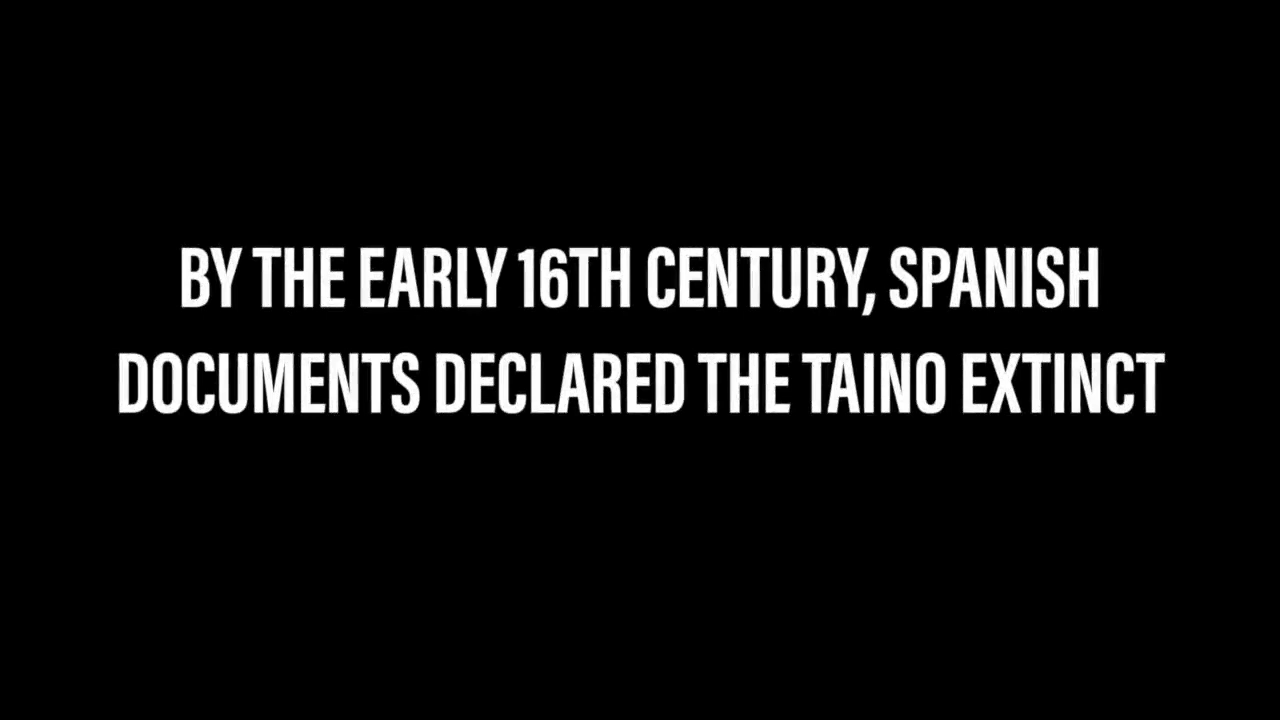 BY THE EARLY 16TH CENTURY, SPANISH
DOCUMENTS DECLARED THE TAINO EXTINCT